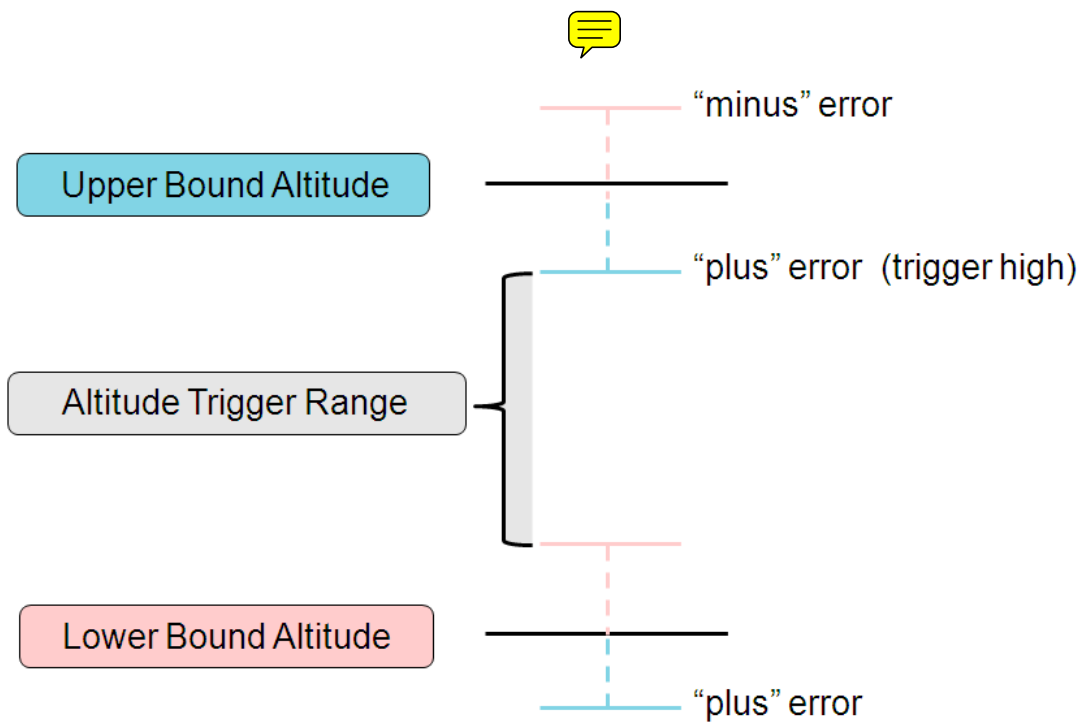 “minus” error
Upper Bound Altitude
“plus” error (trigger high)
Altitude Trigger Range
Lower Bound Altitude
“plus” error